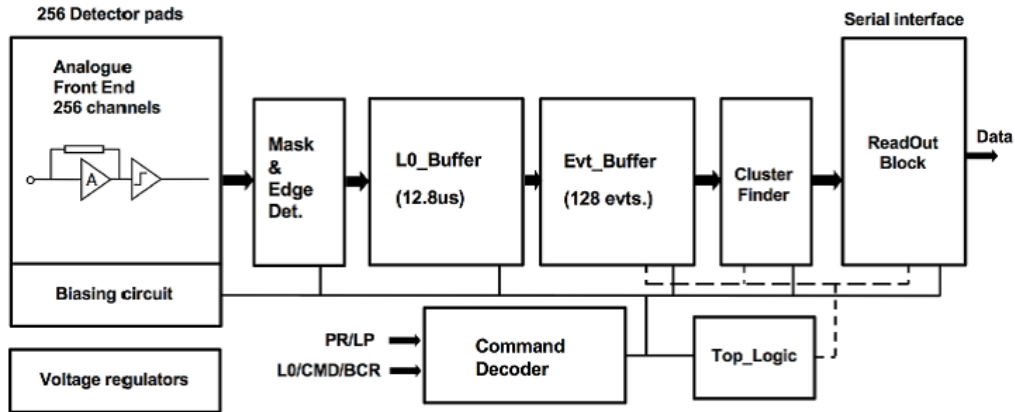 256 Detector pads
Serial interface
Analogue
Front End
256 channels
A
Mask
&
Edge
Det.
L0_Buffer
(12.8us)
Evt_Buffer
(128 evts.)
Cluster
Finder
ReadOut
Block
Data
Biasing circuit
PR/LP
L0/CMD/BCR
Command
Decoder
Top_Logic
Voltage regulators